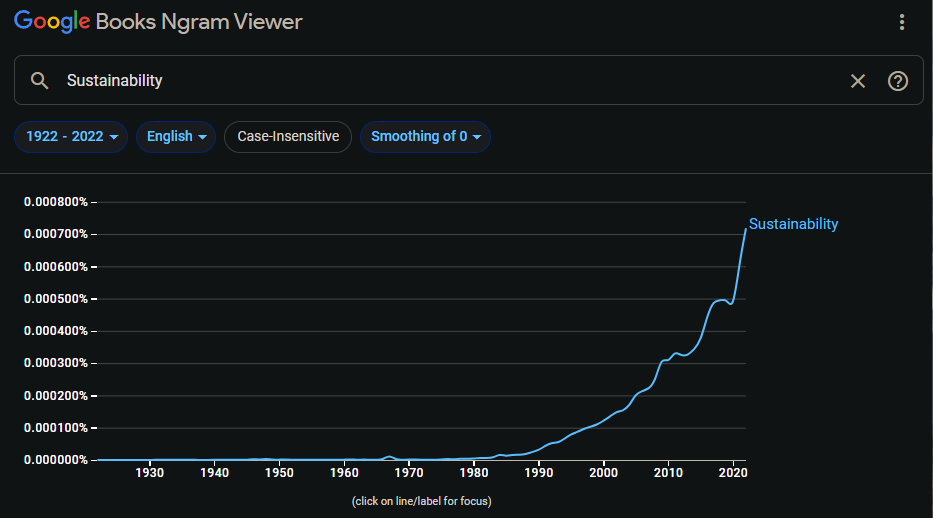 Google Books Ngram Viewer
Sustainability
1922 - 2022 English Case-Insensitive Smoothing of 0
0.000800%
Sustainability
0.000700%
0.000600%
0.000500%
0.000400%
0.000300%
0.000200%
0.000100%
0.000000%
1930 1940 1950 1960 1970 1980 1990 2000 2010 2020
(click on line/label for focus)